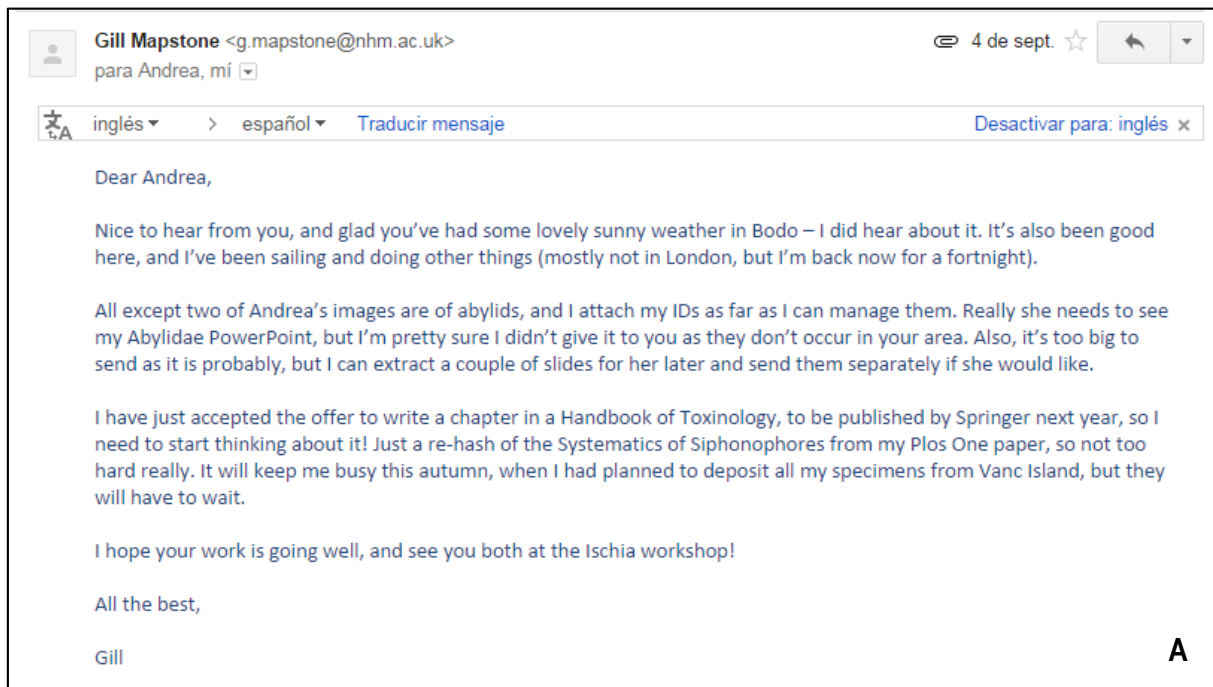 Gill Mapstone <g.mapstone@nhm.ac.uk> 4 de sept.
para Andrea, mí
inglés > español Traducir mensaje Desactivar para: inglés ×
Dear Andrea,
Nice to hear from you, and glad you’ve had some lovely sunny weather in Bodo – I did hear about it. It’s also been good
here, and I’ve been sailing and doing other things (mostly not in London, but I’m back now for a fortnight).
All except two of Andrea’s images are of abylids, and I attach my IDs as far as I can manage them. Really she needs to see
my Abylidae PowerPoint, but I’m pretty sure I didn’t give it to you as they don’t occur in your area. Also, it’s too big to
send as it is probably, but I can extract a couple of slides for her later and send them separately if she would like.
I have just accepted the offer to write a chapter in a Handbook of Toxinology, to be published by Springer next year, so I
need to start thinking about it! Just a re-hash of the Systematics of Siphonophores from my Plos One paper, so not too
hard really. It will keep me busy this autumn, when I had planned to deposit all my specimens from Vanc Island, but they
will have to wait.
I hope your work is going well, and see you both at the Ischia workshop!
All the best,
Gill
A